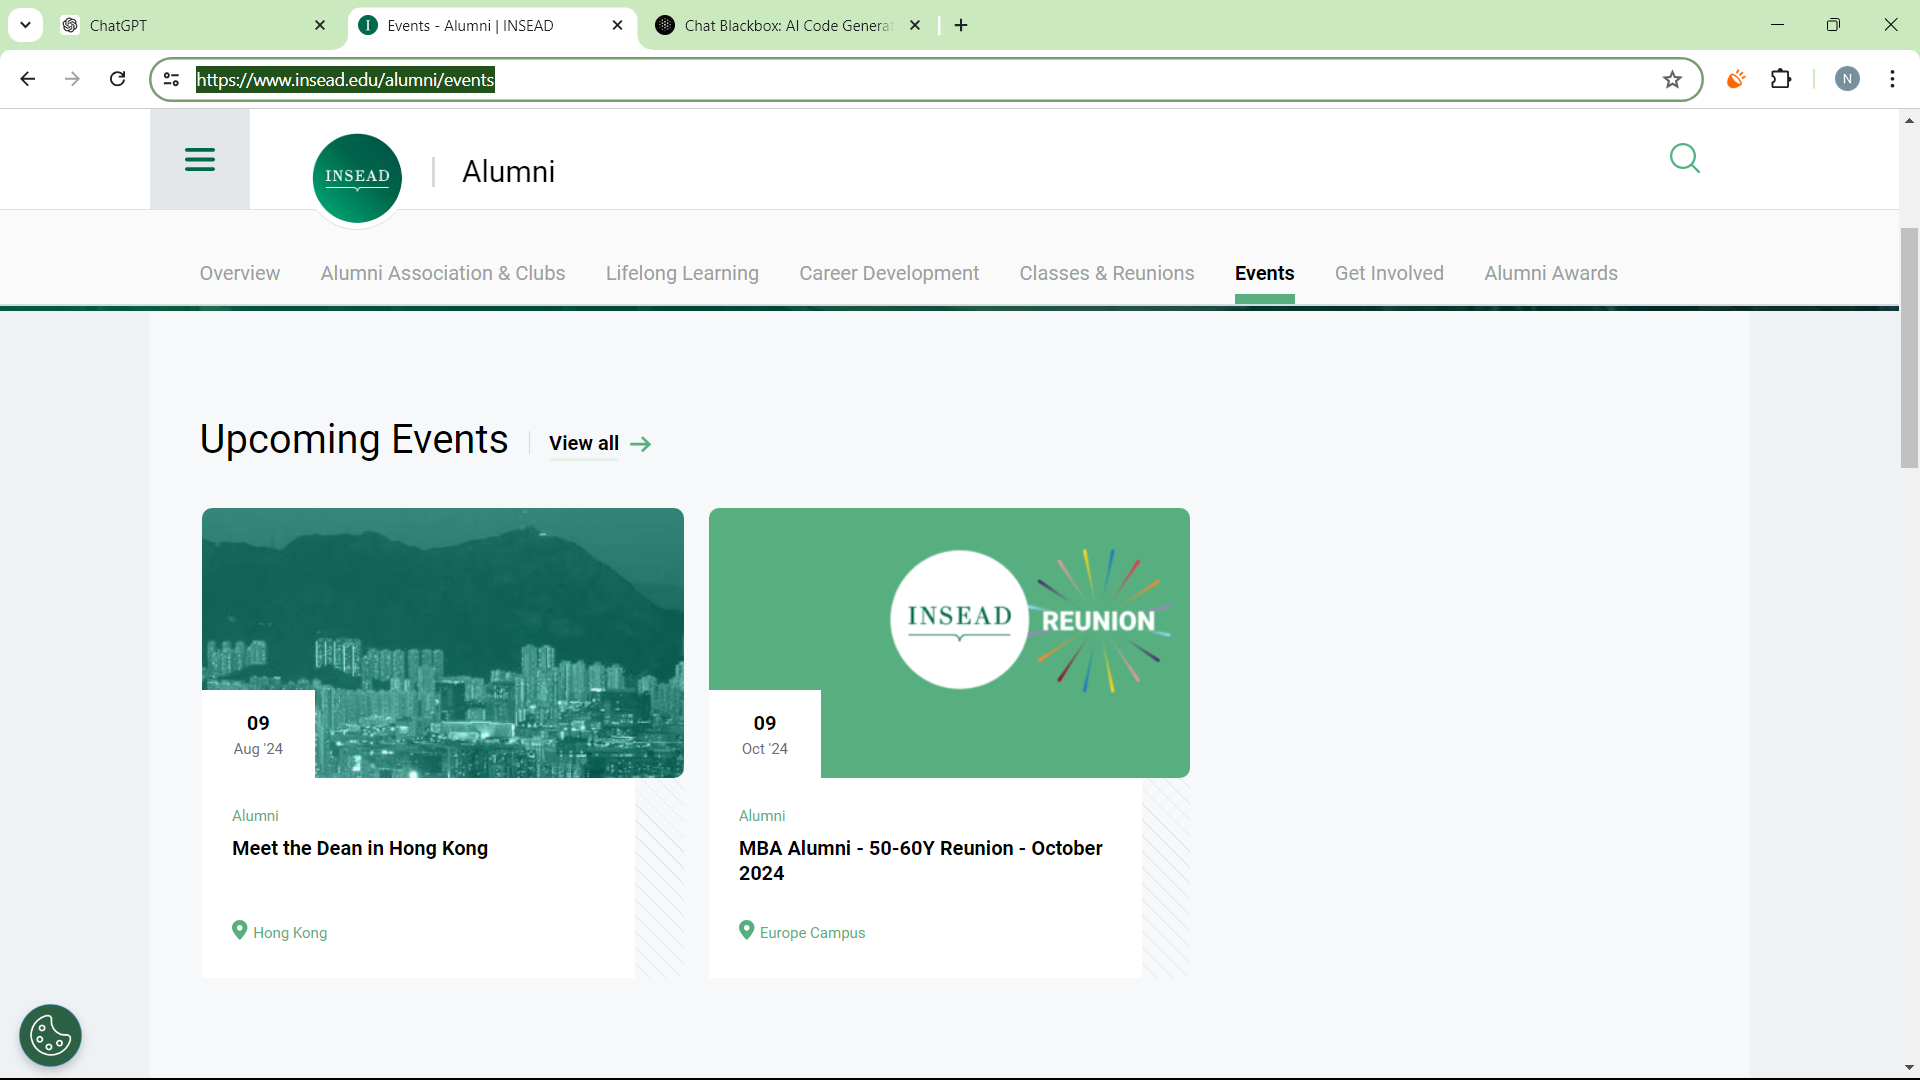 ChatGPT
Events - Alumni | INSEAD
Chat Blackbox: AI Code Genera
https://www.insead.edu/alumni/events
N
INSEAD
Alumni
Overview
Alumni Association & Clubs
Lifelong Learning
Career Development
Classes & Reunions
Events
Get Involved
Alumni Awards
Upcoming Events
View all
INSEAD
REUNION
09
Aug '24
Alumni
Meet the Dean in Hong Kong
Hong Kong
09
Oct '24
Alumni
MBA Alumni - 50-60Y Reunion - October
2024
Europe Campus